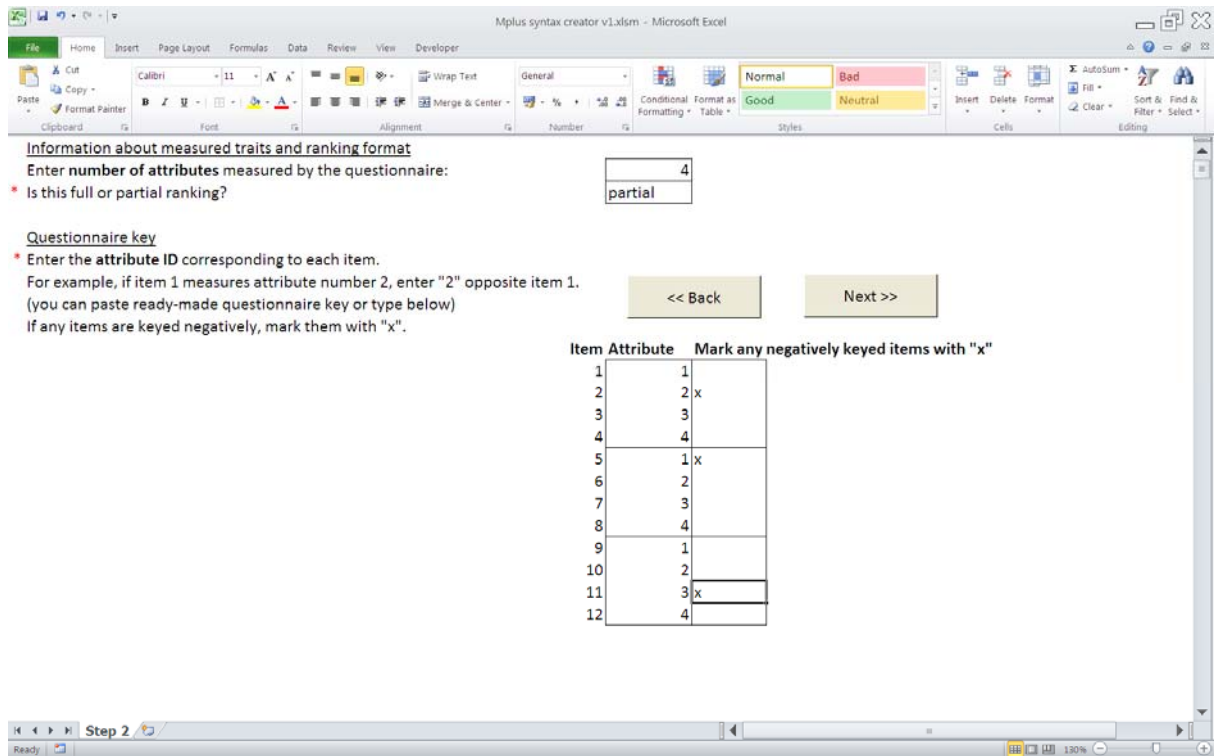 Mplus syntax creator v1.xlsm - Microsoft Excel
File Home Insert Page Layout Formulas Data Review View Developer
Cut
Copy
Format Painter
Paste
Clipboard
Calibri 11
B I U
Font
Wrap Text
Merge & Center
Alignment
General
Number
Conditional Formatting
Format as Table
Normal Bad
Good Neutral
Styles
Insert Delete Format
Cells
Σ AutoSum
Fill
Clear
Sort & Filter
Find & Select
Editing
Information about measured traits and ranking format
Enter number of attributes measured by the questionnaire: 4
* Is this full or partial ranking? partial
Questionnaire key
* Enter the attribute ID corresponding to each item.
For example, if item 1 measures attribute number 2, enter "2" opposite item 1.
(you can paste ready-made questionnaire key or type below)
If any items are keyed negatively, mark them with "x".
<< Back Next >>
Item Attribute Mark any negatively keyed items with "x"
1 1
2 2 x
3 3
4 4
5 1 x
6 2
7 3
8 4
9 1
10 2
11 3 x
12 4
Step 2
Ready 130%